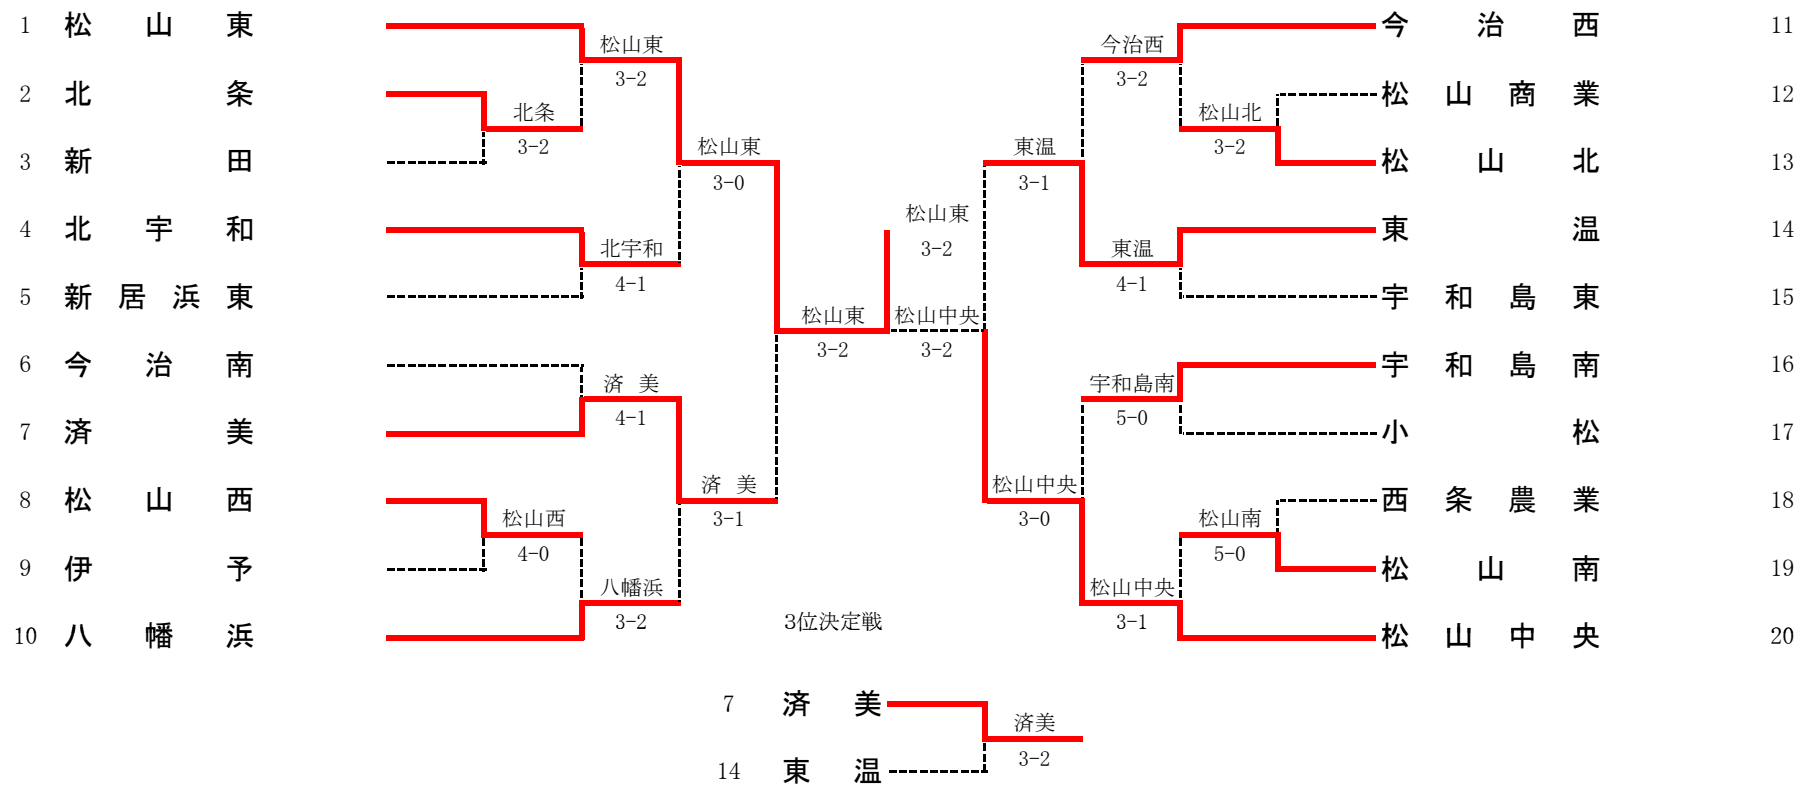 1 松山東
2 北条
3 新田
4 北宇和
5 新居浜東
6 今治南
7 済美
8 松山西
9 伊予
10 八幡浜
北条
3-2
松山西
4-0
松山東
3-2
北宇和
4-1
済 美
4-1
八幡浜
3-2
松山東
3-0
済 美
3-1
松山東
3-2
松山東
3-2
松山中央
3-2
東温
3-1
松山中央
3-0
今治西
3-2
東温
4-1
宇和島南
5-0
松山中央
3-1
松山北
3-2
松山南
5-0
今治西 11
松山商業 12
松山北 13
東温 14
宇和島東 15
宇和島南 16
小松 17
西条農業 18
松山南 19
松山中央 20
3位決定戦
7 済美
14 東温
済美
3-2